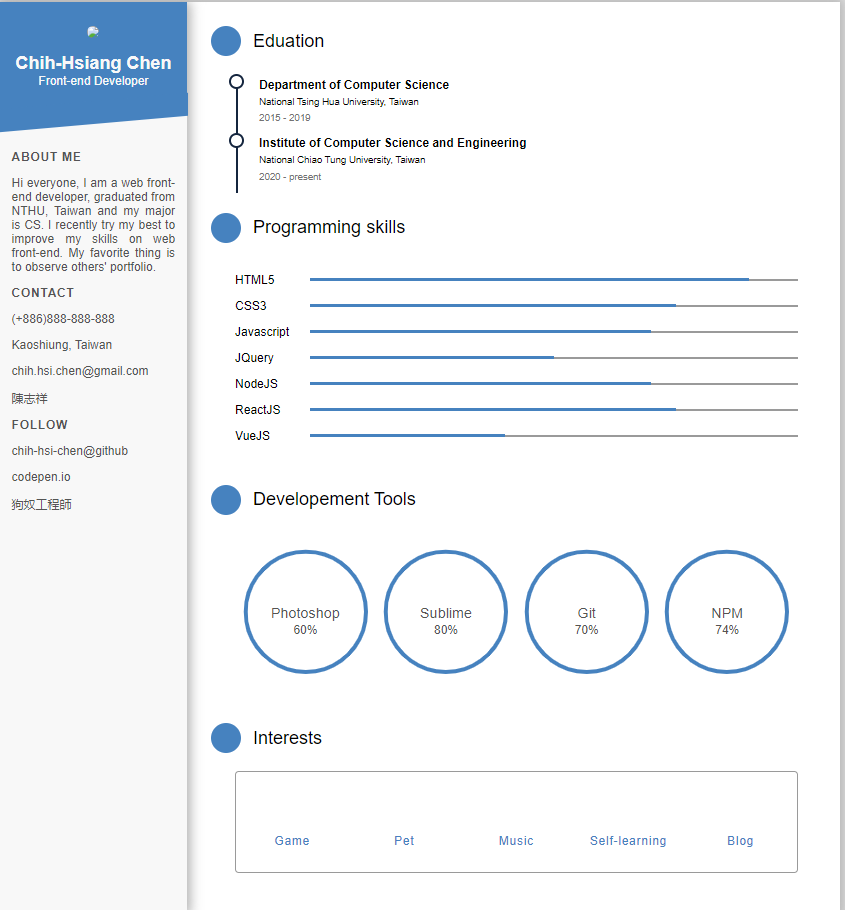 Chih-Hsiang Chen
Front-end Developer
ABOUT ME
Hi everyone, I am a web front-
end developer, graduated from
NTHU, Taiwan and my major
is CS. I recently try my best to
improve my skills on web
front-end. My favorite thing is
to observe others' portfolio.
CONTACT
(+886)888-888-888
Kaoshiung, Taiwan
chih.hsi.chen@gmail.com
陳志祥
FOLLOW
chih-hsi-chen@github
codepen.io
狗奴工程師
Eduation
Department of Computer Science
National Tsing Hua University, Taiwan
2015 - 2019
Institute of Computer Science and Engineering
National Chiao Tung University, Taiwan
2020 - present
Programming skills
HTML5
CSS3
Javascript
JQuery
NodeJS
ReactJS
VueJS
Developement Tools
Photoshop
60%
Sublime
80%
Git
70%
NPM
74%
Interests
Game
Pet
Music
Self-learning
Blog